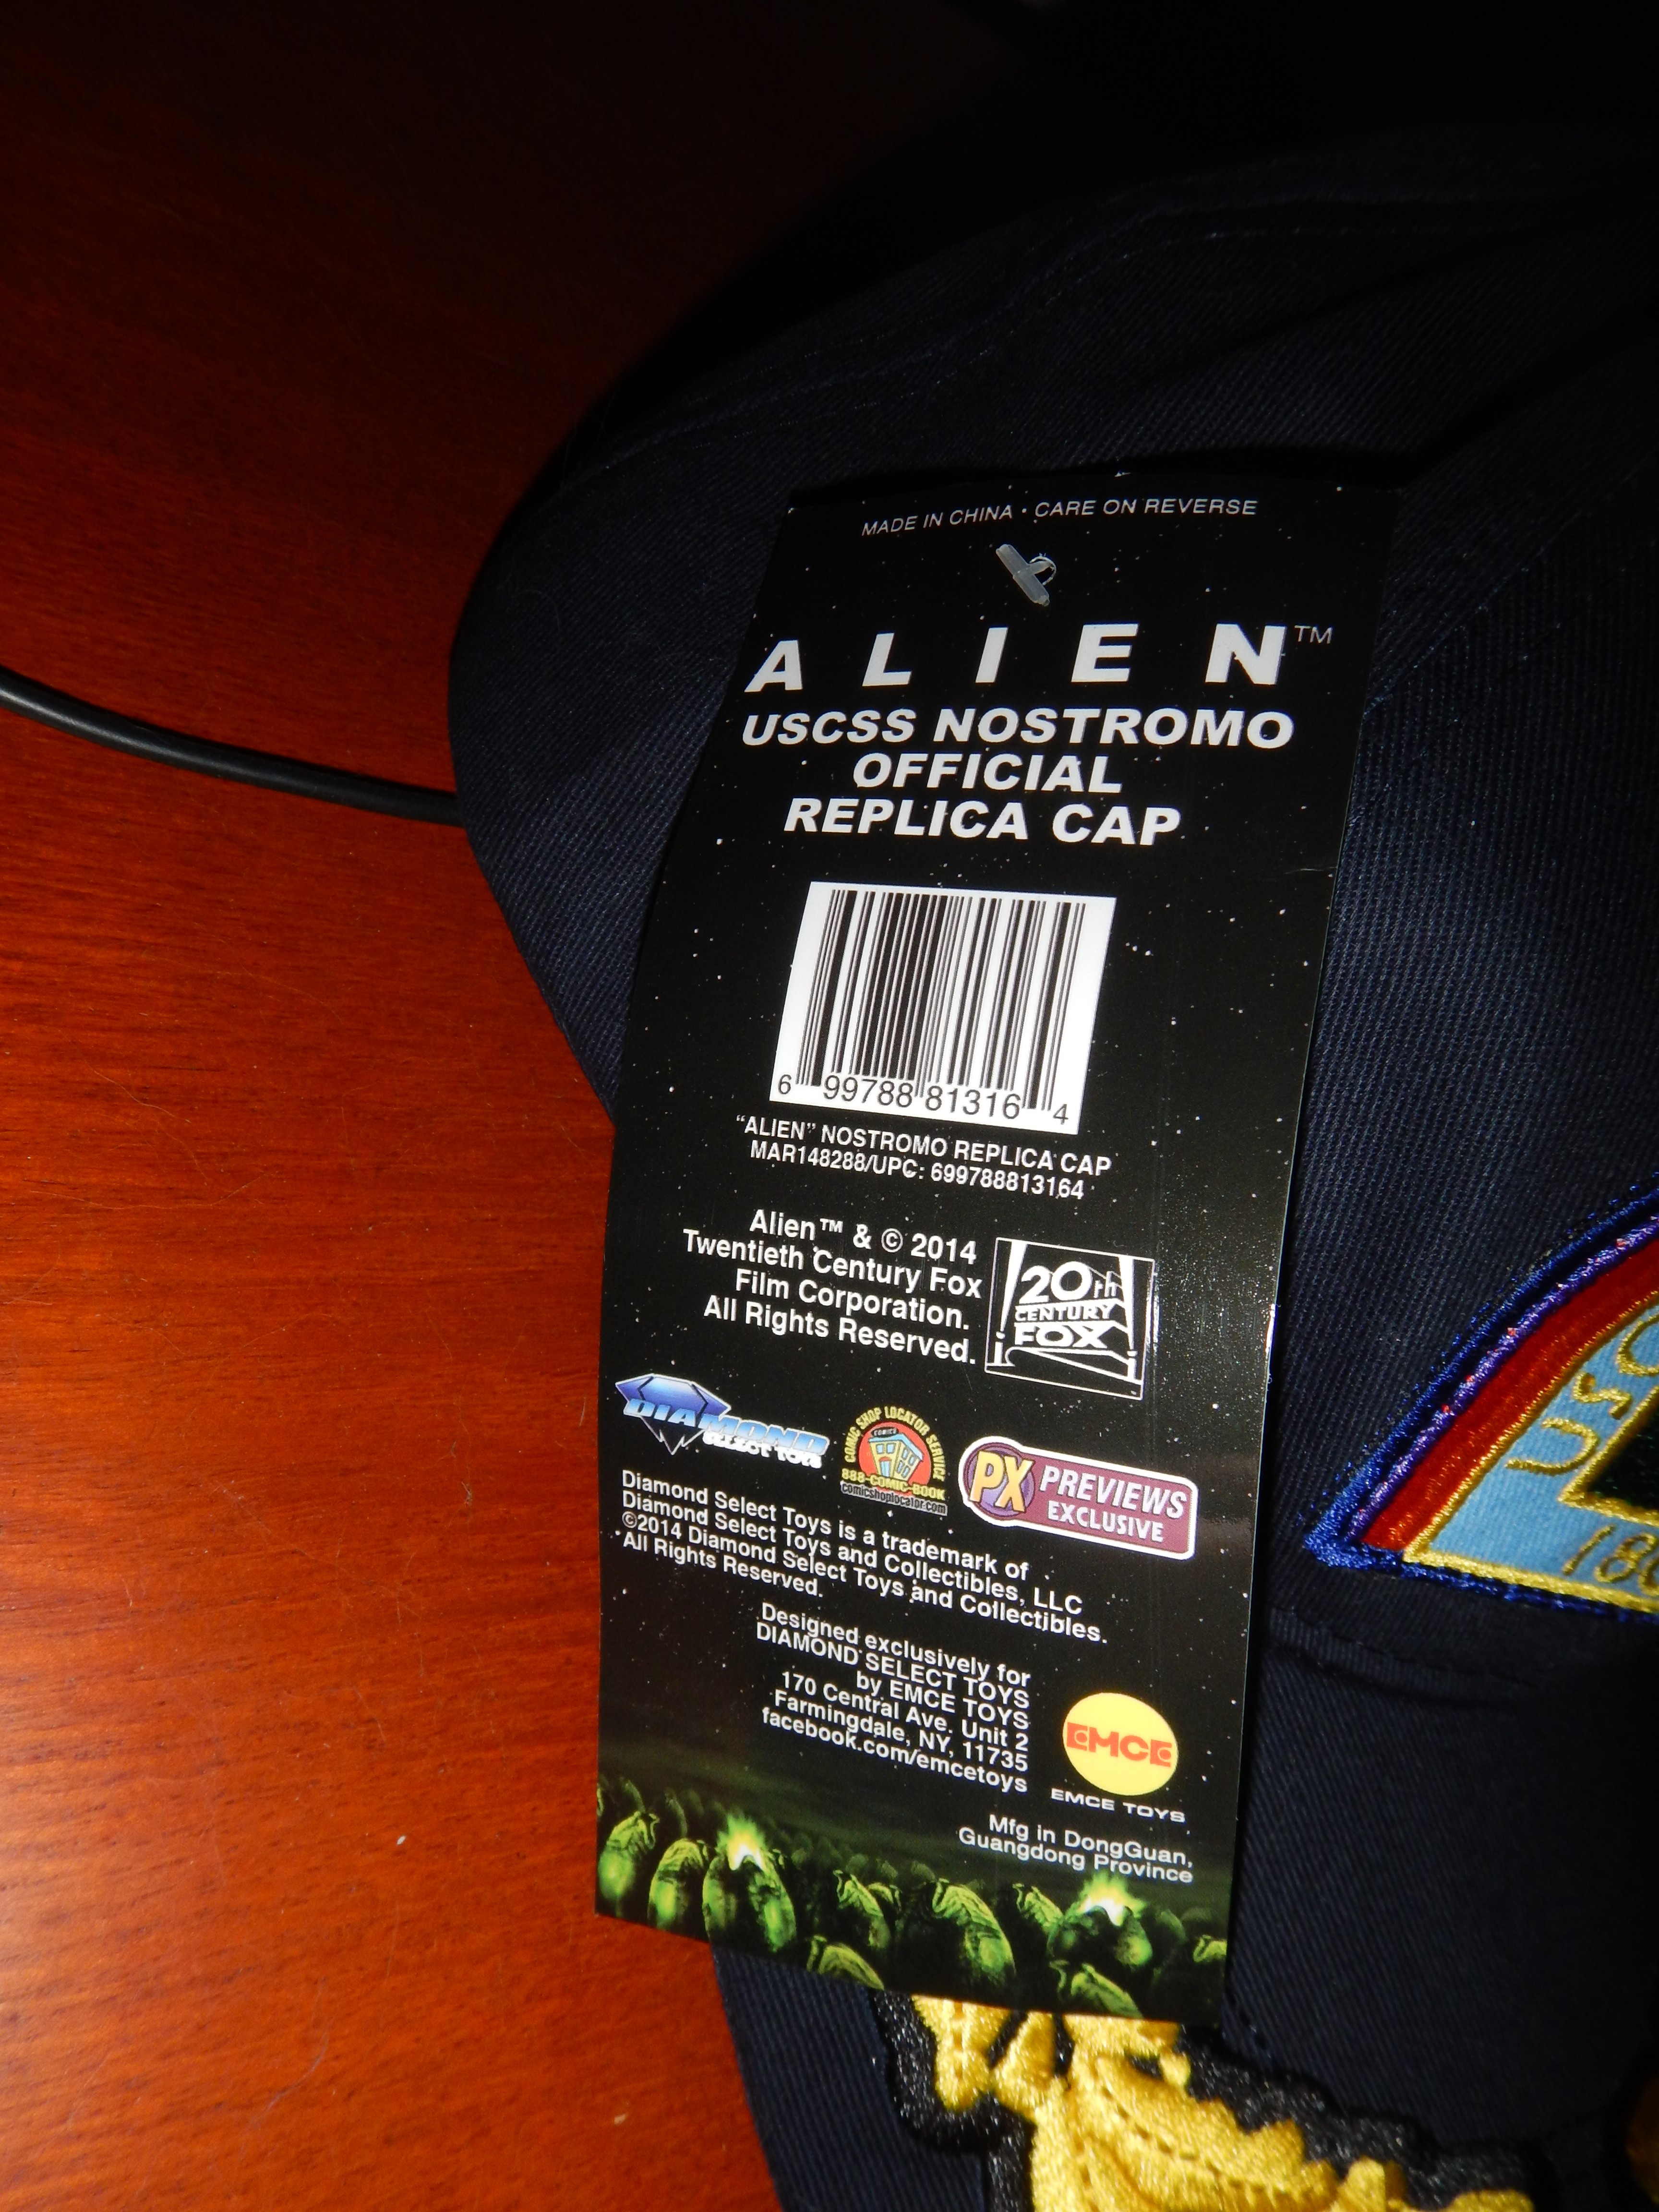 MADE IN CHINA • CARE ON REVERSE
ALIEN™
USCSS NOSTROMO
OFFICIAL
REPLICA CAP
6 99788 81316 4
“ALIEN” NOSTROMO REPLICA CAP
MAR148288/UPC: 699788813164
Alien™ & © 2014
Twentieth Century Fox
Film Corporation.
All Rights Reserved.
20th
CENTURY
FOX
DIAMOND
SELECT TOYS
COMIC SHOP LOCATOR SERVICE
COMICS
888-COMIC-BOOK
comicshoplocator.com
PX PREVIEWS
EXCLUSIVE
Diamond Select Toys is a trademark of
Diamond Select Toys and Collectibles, LLC
©2014 Diamond Select Toys and Collectibles.
All Rights Reserved.
Designed exclusively for
DIAMOND SELECT TOYS
by EMCE TOYS
170 Central Ave. Unit 2
Farmingdale, NY, 11735
facebook.com/emcetoys
EMCE
EMCE TOYS
Mfg in DongGuan,
Guangdong Province